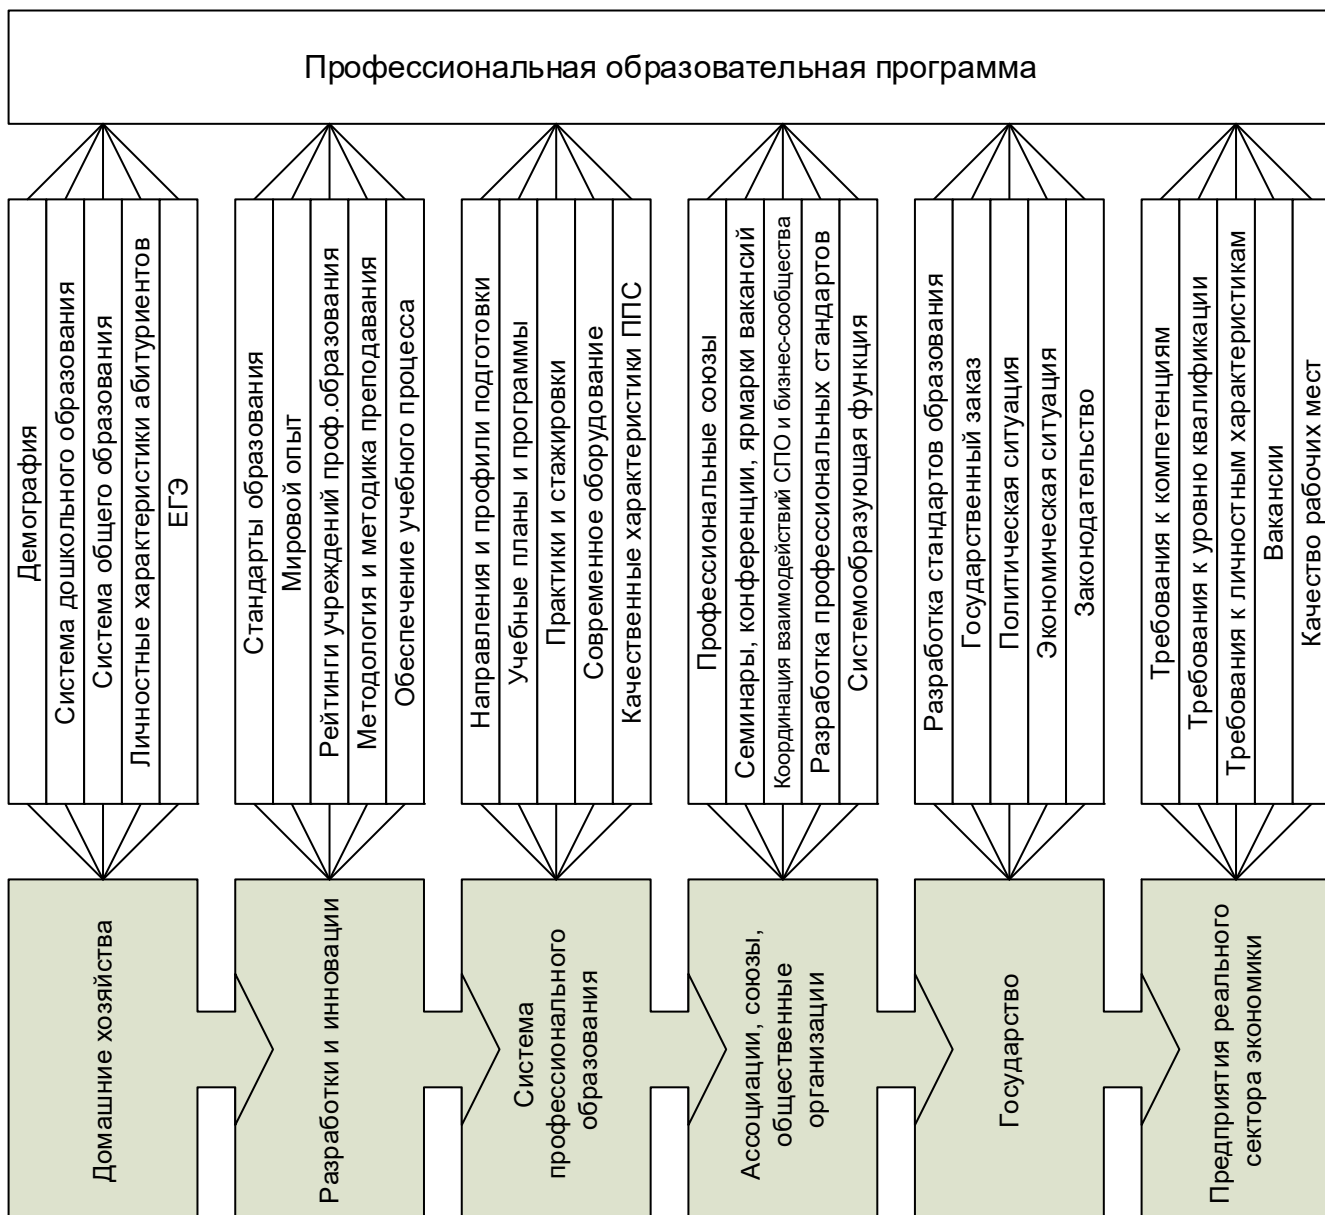 Профессиональная образовательная программа
Демография
Система дошкольного образования
Система общего образования
Личностные характеристики абитуриентов
ЕГЭ
Стандарты образования
Мировой опыт
Рейтинги учреждений проф.образования
Методология и методика преподавания
Обеспечение учебного процесса
Направления и профили подготовки
Учебные планы и программы
Практики и стажировки
Современное оборудование
Качественные характеристики ППС
Профессиональные союзы
Семинары, конференции, ярмарки вакансий
Координация взаимодействий СПО и бизнес-сообщества
Разработка профессиональных стандартов
Системообразующая функция
Разработка стандартов образования
Государственный заказ
Политическая ситуация
Экономическая ситуация
Законодательство
Требования к компетенциям
Требования к уровню квалификации
Требования к личностным характеристикам
Вакансии
Качество рабочих мест
Домашние хозяйства
Разработки и инновации
Система
профессионального
образования
Ассоциации, союзы,
общественные
организации
Государство
Предприятия реального
сектора экономики